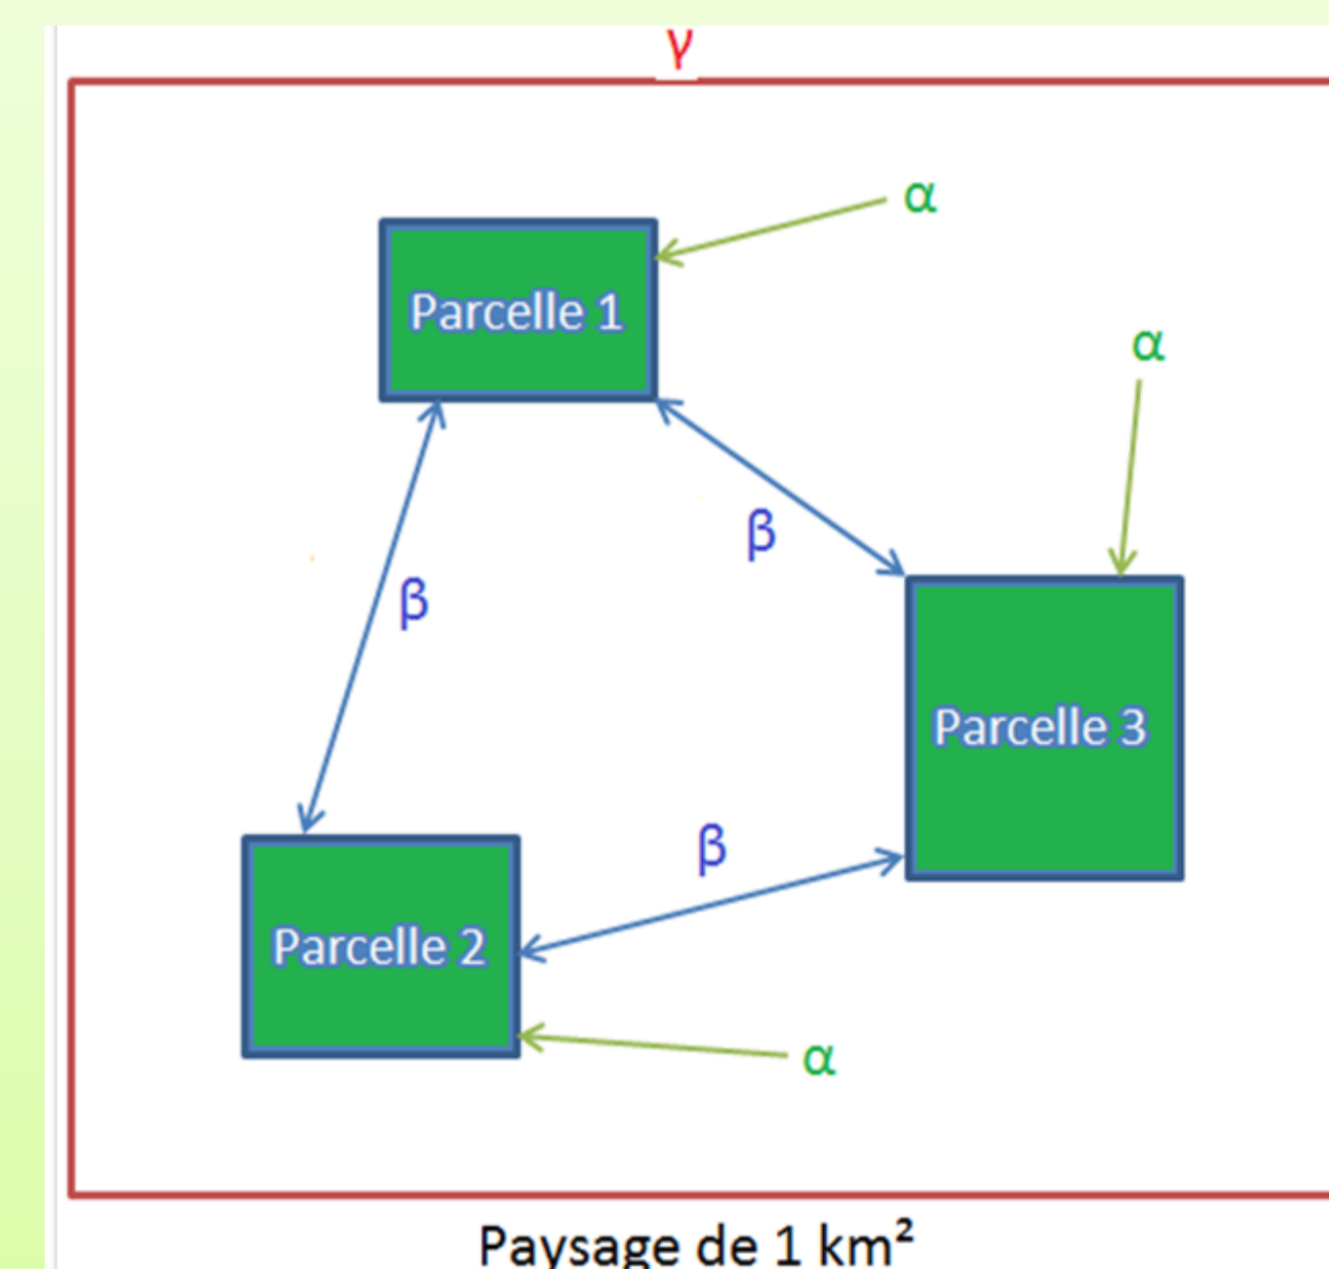 γ
α
Parcelle 1
α
β
β
Parcelle 3
β
Parcelle 2
α
Paysage de 1 km²